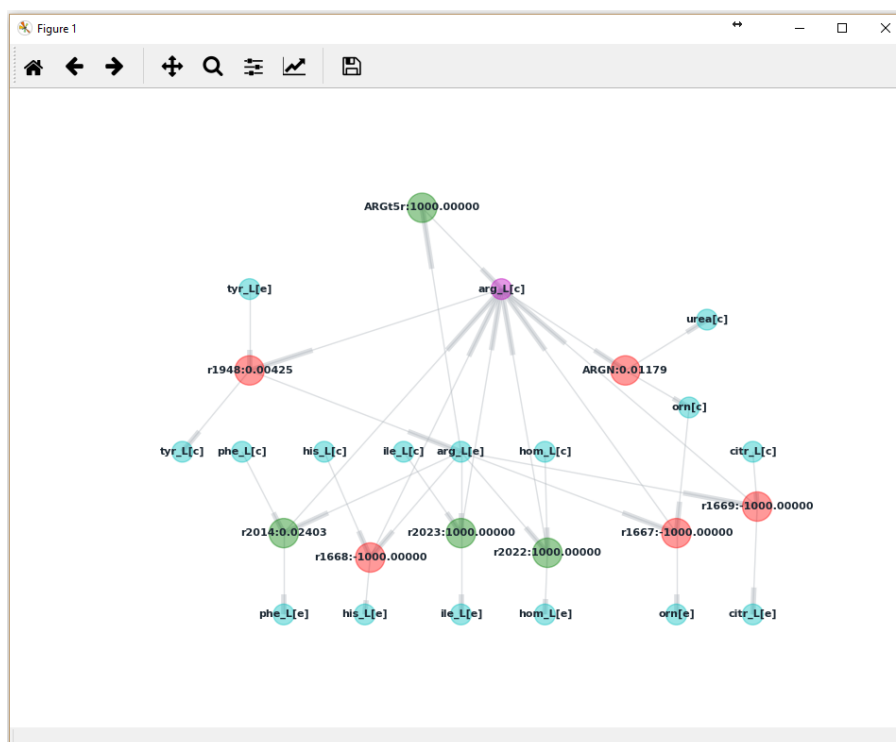 Figure 1
ARGt5r:1000.00000
tyr_L[e]
arg_L[c]
urea[c]
r1948:0.00425
ARGN:0.01179
orn[c]
tyr_L[c]
phe_L[c]
his_L[c]
ile_L[c]
arg_L[e]
hom_L[c]
citr_L[c]
r1669:-1000.00000
r2014:0.02403
r2023:1000.00000
r1667:-1000.00000
r1668:-1000.00000
r2022:1000.00000
phe_L[e]
his_L[e]
ile_L[e]
hom_L[e]
orn[e]
citr_L[e]